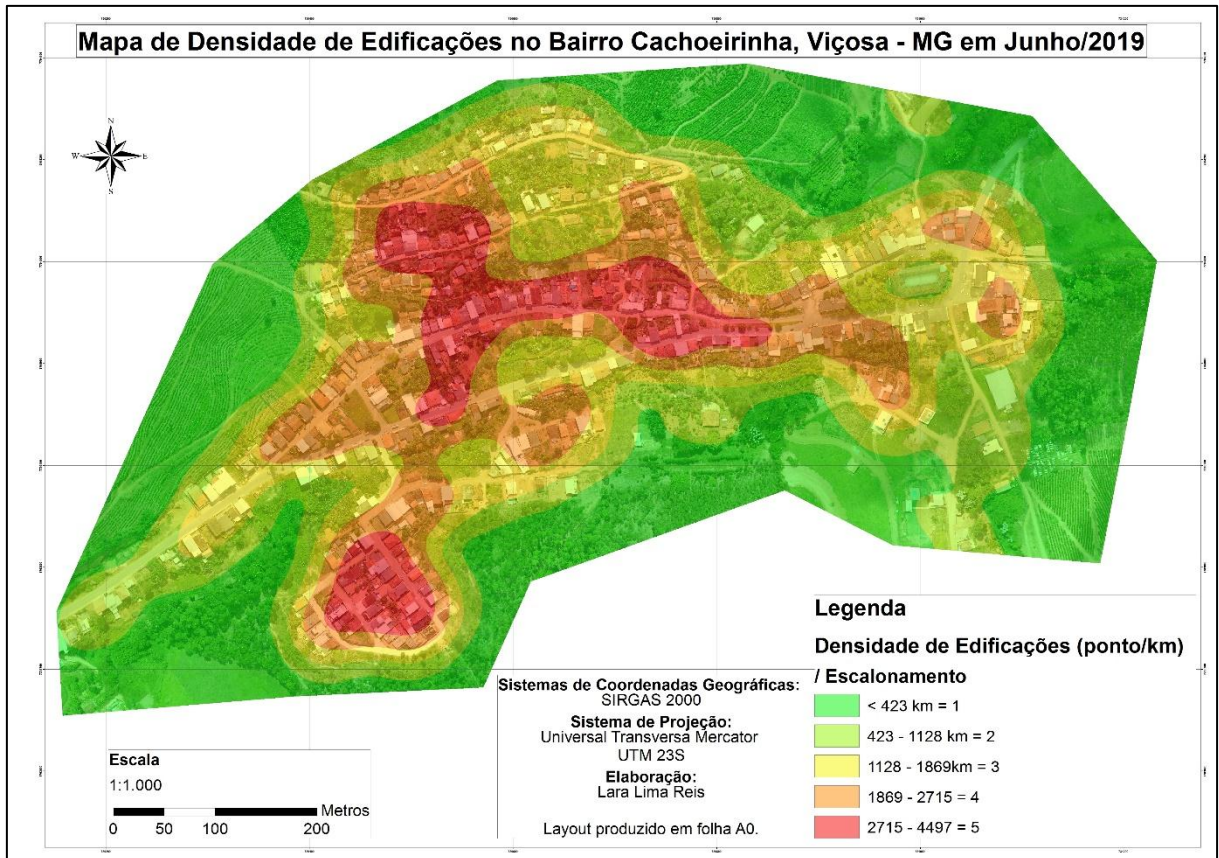 Mapa de Densidade de Edificações no Bairro Cachoeirinha, Viçosa - MG em Junho/2019
N
W
E
S
Escala
1:1.000
Metros
0 50 100 200
Sistemas de Coordenadas Geográficas:
SIRGAS 2000
Sistema de Projeção:
Universal Transversa Mercator
UTM 23S
Elaboração:
Lara Lima Reis
Layout produzido em folha A0.
Legenda
Densidade de Edificações (ponto/km)
/ Escalonamento
< 423 km = 1
423 - 1128 km = 2
1128 - 1869km = 3
1869 - 2715 = 4
2715 - 4497 = 5